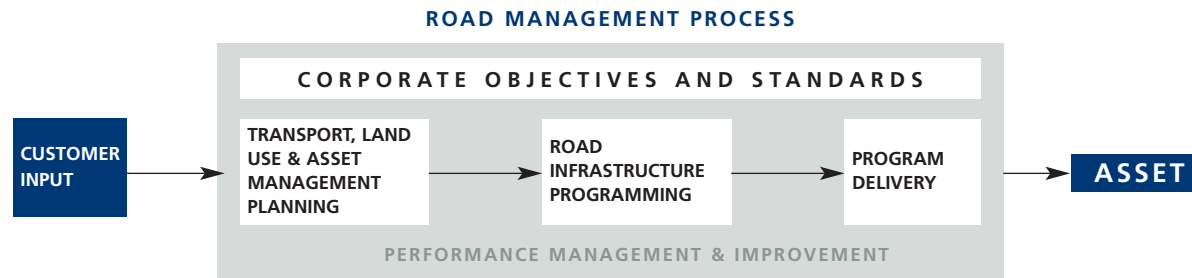 ROAD MANAGEMENT PROCESS
CORPORATE OBJECTIVES AND STANDARDS
CUSTOMER
INPUT
TRANSPORT, LAND
USE & ASSET
MANAGEMENT
PLANNING
ROAD
INFRASTRUCTURE
PROGRAMMING
PROGRAM
DELIVERY
ASSET
PERFORMANCE MANAGEMENT & IMPROVEMENT